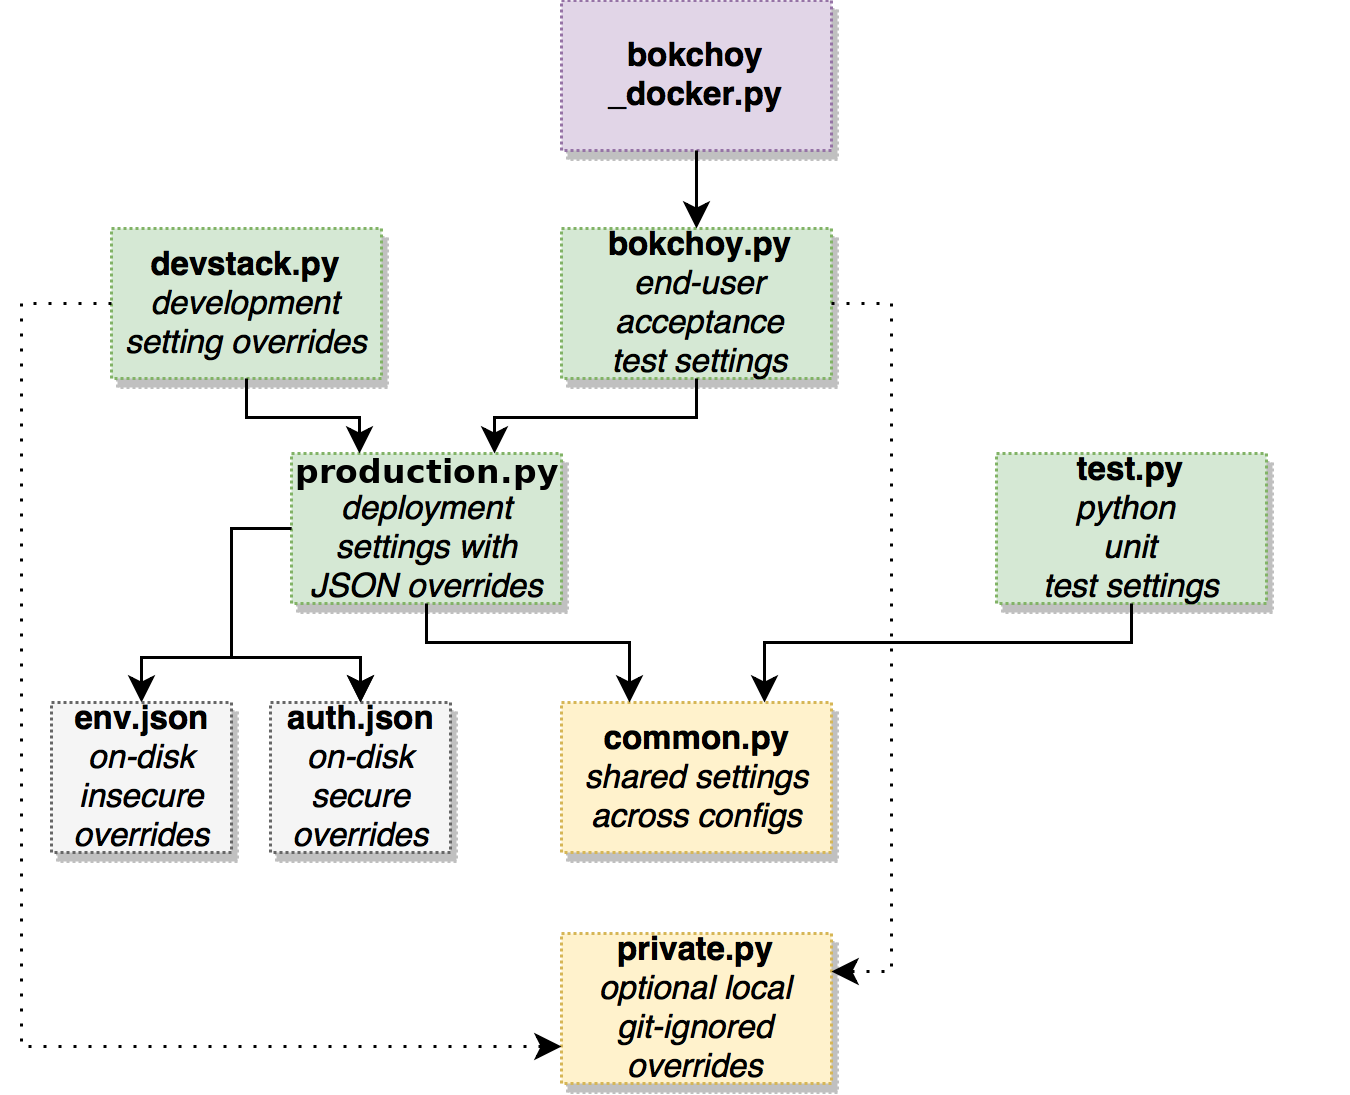 bokchoy
_docker.py
devstack.py
development
setting overrides
bokchoy.py
end-user
acceptance
test settings
production.py
deployment
settings with
JSON overrides
test.py
python
unit
test settings
env.json
on-disk
insecure
overrides
auth.json
on-disk
secure
overrides
common.py
shared settings
across configs
private.py
optional local
git-ignored
overrides